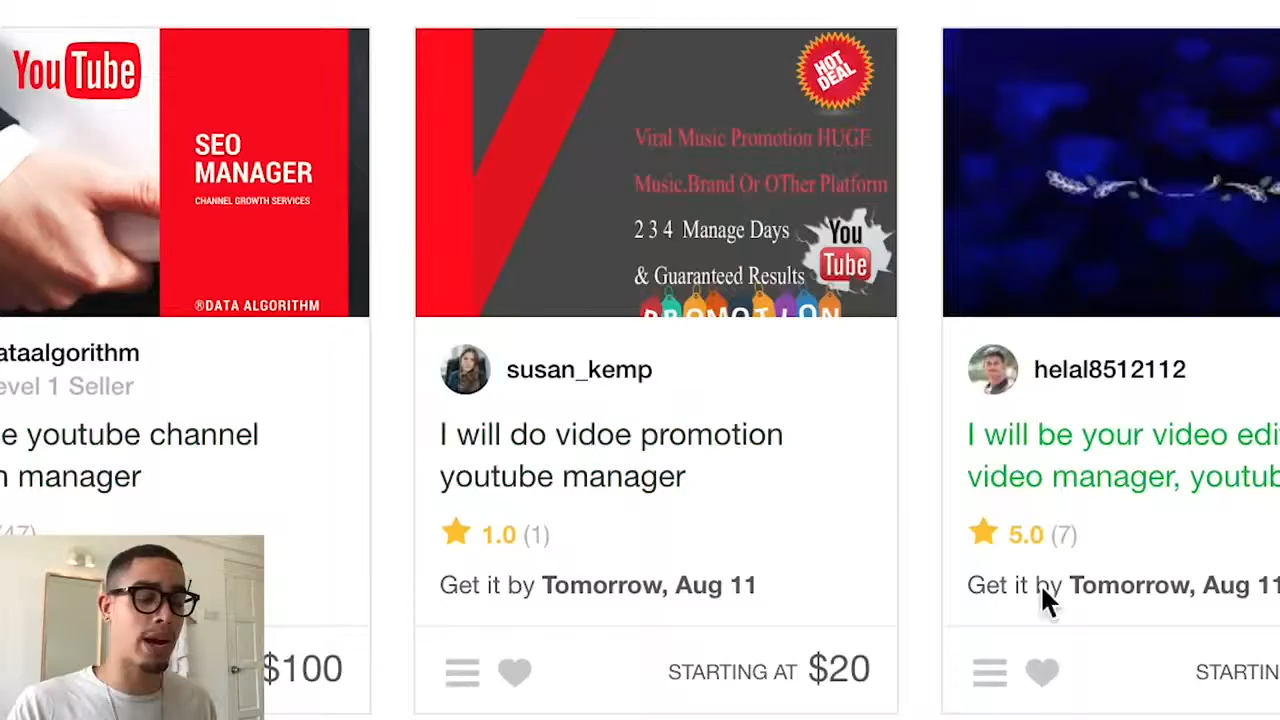 You Tube
SEO
MANAGER
CHANNEL GROWTH SERVICES
®DATA ALGORITHM
ataalgorithm
evel 1 Seller
e youtube channel
n manager
(47)
$100
HOT
DEAL
Viral Music Promotion HUGE
Music.Brand Or OTher Platform
2 3 4 Manage Days
& Guaranteed Results
You
Tube
PROMOTION
susan_kemp
I will do vidoe promotion
youtube manager
1.0 (1)
Get it by Tomorrow, Aug 11
STARTING AT $20
helal8512112
I will be your video edi
video manager, youtub
5.0 (7)
Get it by Tomorrow, Aug 11
STARTIN